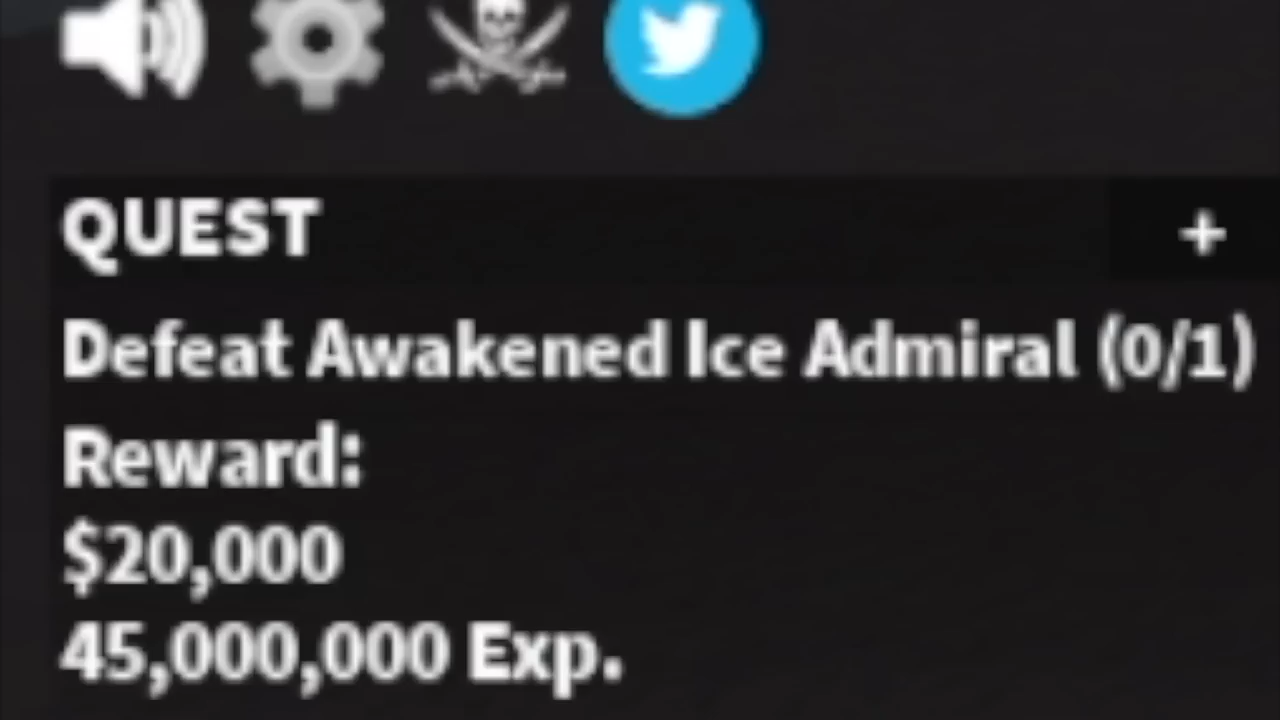 QUEST +
Defeat Awakened Ice Admiral (0/1)
Reward:
$20,000
45,000,000 Exp.